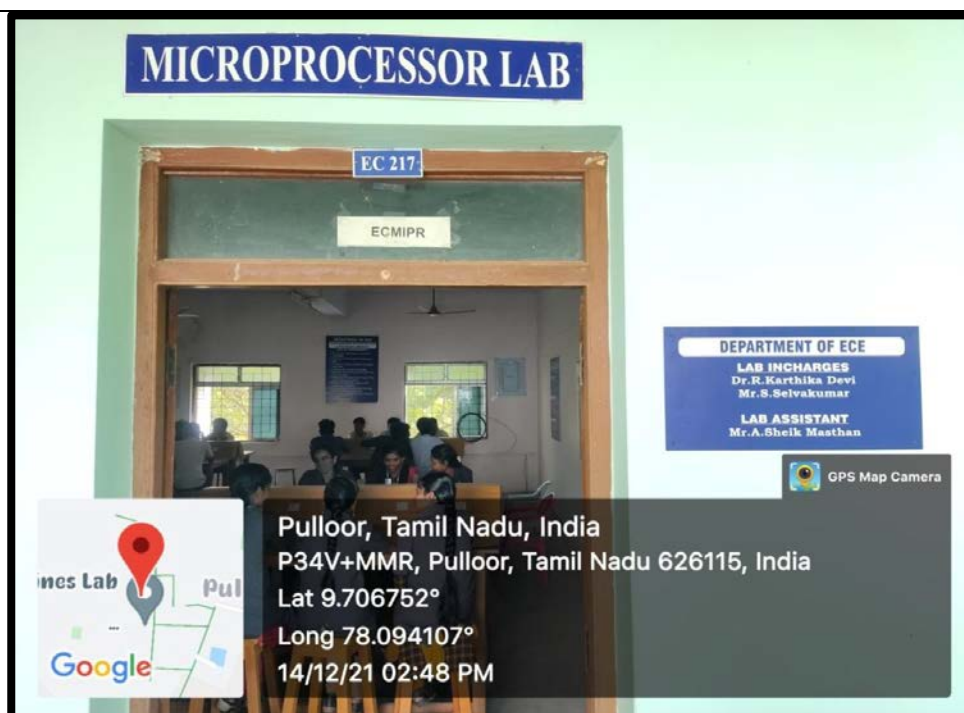 MICROPROCESSOR LAB
EC 217
ECMIPR
DEPARTMENT OF ECE
LAB INCHARGES
Dr.R.Karthika Devi
Mr.S.Selvakumar
LAB ASSISTANT
Mr.A.Sheik Masthan
GPS Map Camera
ines Lab
Pul
Google
Pulloor, Tamil Nadu, India
P34V+MMR, Pulloor, Tamil Nadu 626115, India
Lat 9.706752°
Long 78.094107°
14/12/21 02:48 PM